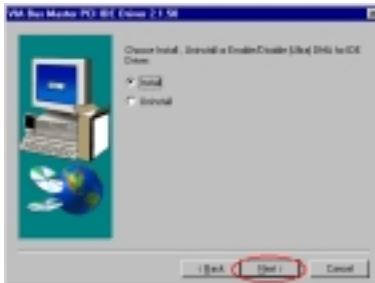 VIA Bus Master PCI IDE Driver 2.1.50
Choose Install, Uninstall or Enable/Disable (Ultra) DMA for IDE
Drives
Install
Uninstall
< Back
Next >
Cancel